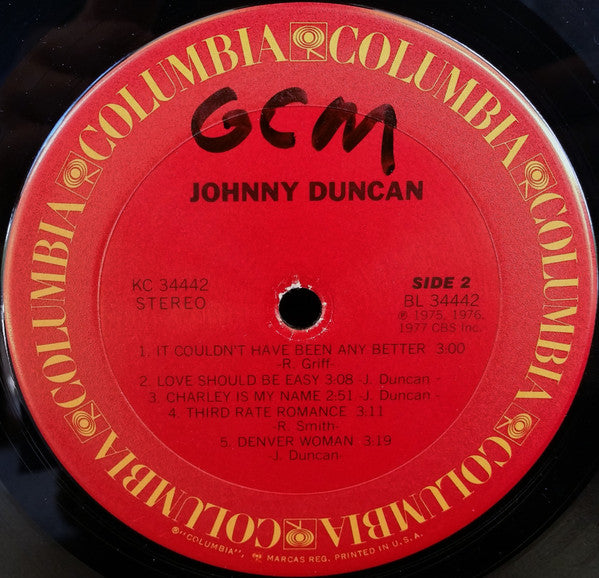 COLUMBIA COLUMBIA COLUMBIA COLUMBIA COLUMBIA COLUMBIA
GCM
JOHNNY DUNCAN
KC 34442
STEREO
SIDE 2
BL 34442
℗ 1975, 1976,
1977 CBS Inc.
1. IT COULDN'T HAVE BEEN ANY BETTER 3:00
-R. Griff-
2. LOVE SHOULD BE EASY 3:08 -J. Duncan -
3. CHARLEY IS MY NAME 2:51 -J. Duncan-
4. THIRD RATE ROMANCE 3:11
-R. Smith-
5. DENVER WOMAN 3:19
-J. Duncan-
®"COLUMBIA", MARCAS REG. PRINTED IN U.S.A.